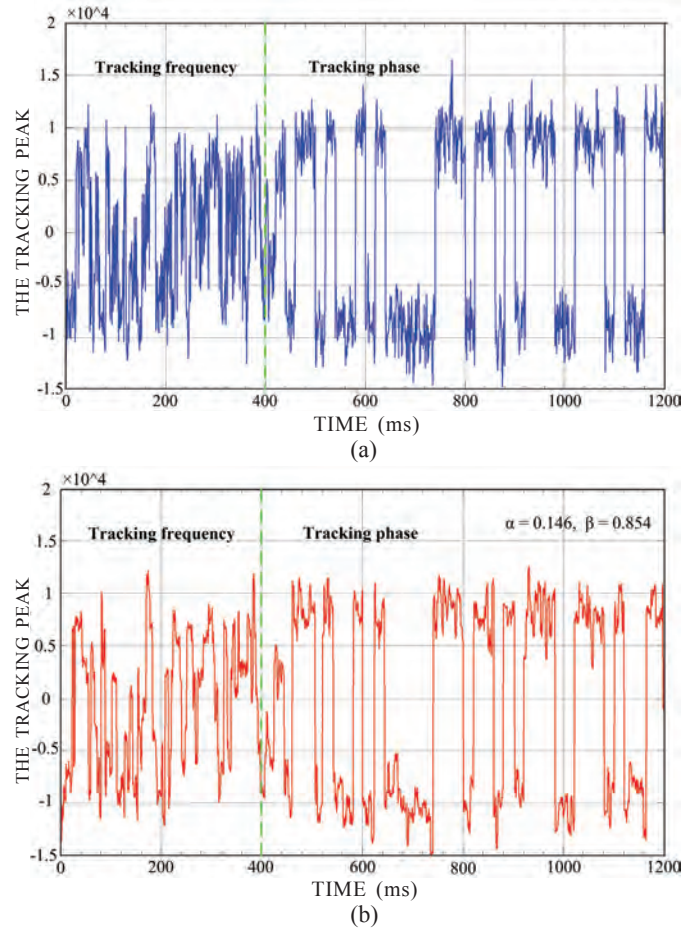 ×10^4
2
Tracking frequency Tracking phase
1.5
1
0.5
0
-0.5
-1
-1.5
THE TRACKING PEAK
0 200 400 600 800 1000 1200
TIME (ms)
(a)
×10^4
2
Tracking frequency Tracking phase α = 0.146, β = 0.854
1.5
1
0.5
0
-0.5
-1
-1.5
THE TRACKING PEAK
0 200 400 600 800 1000 1200
TIME (ms)
(b)